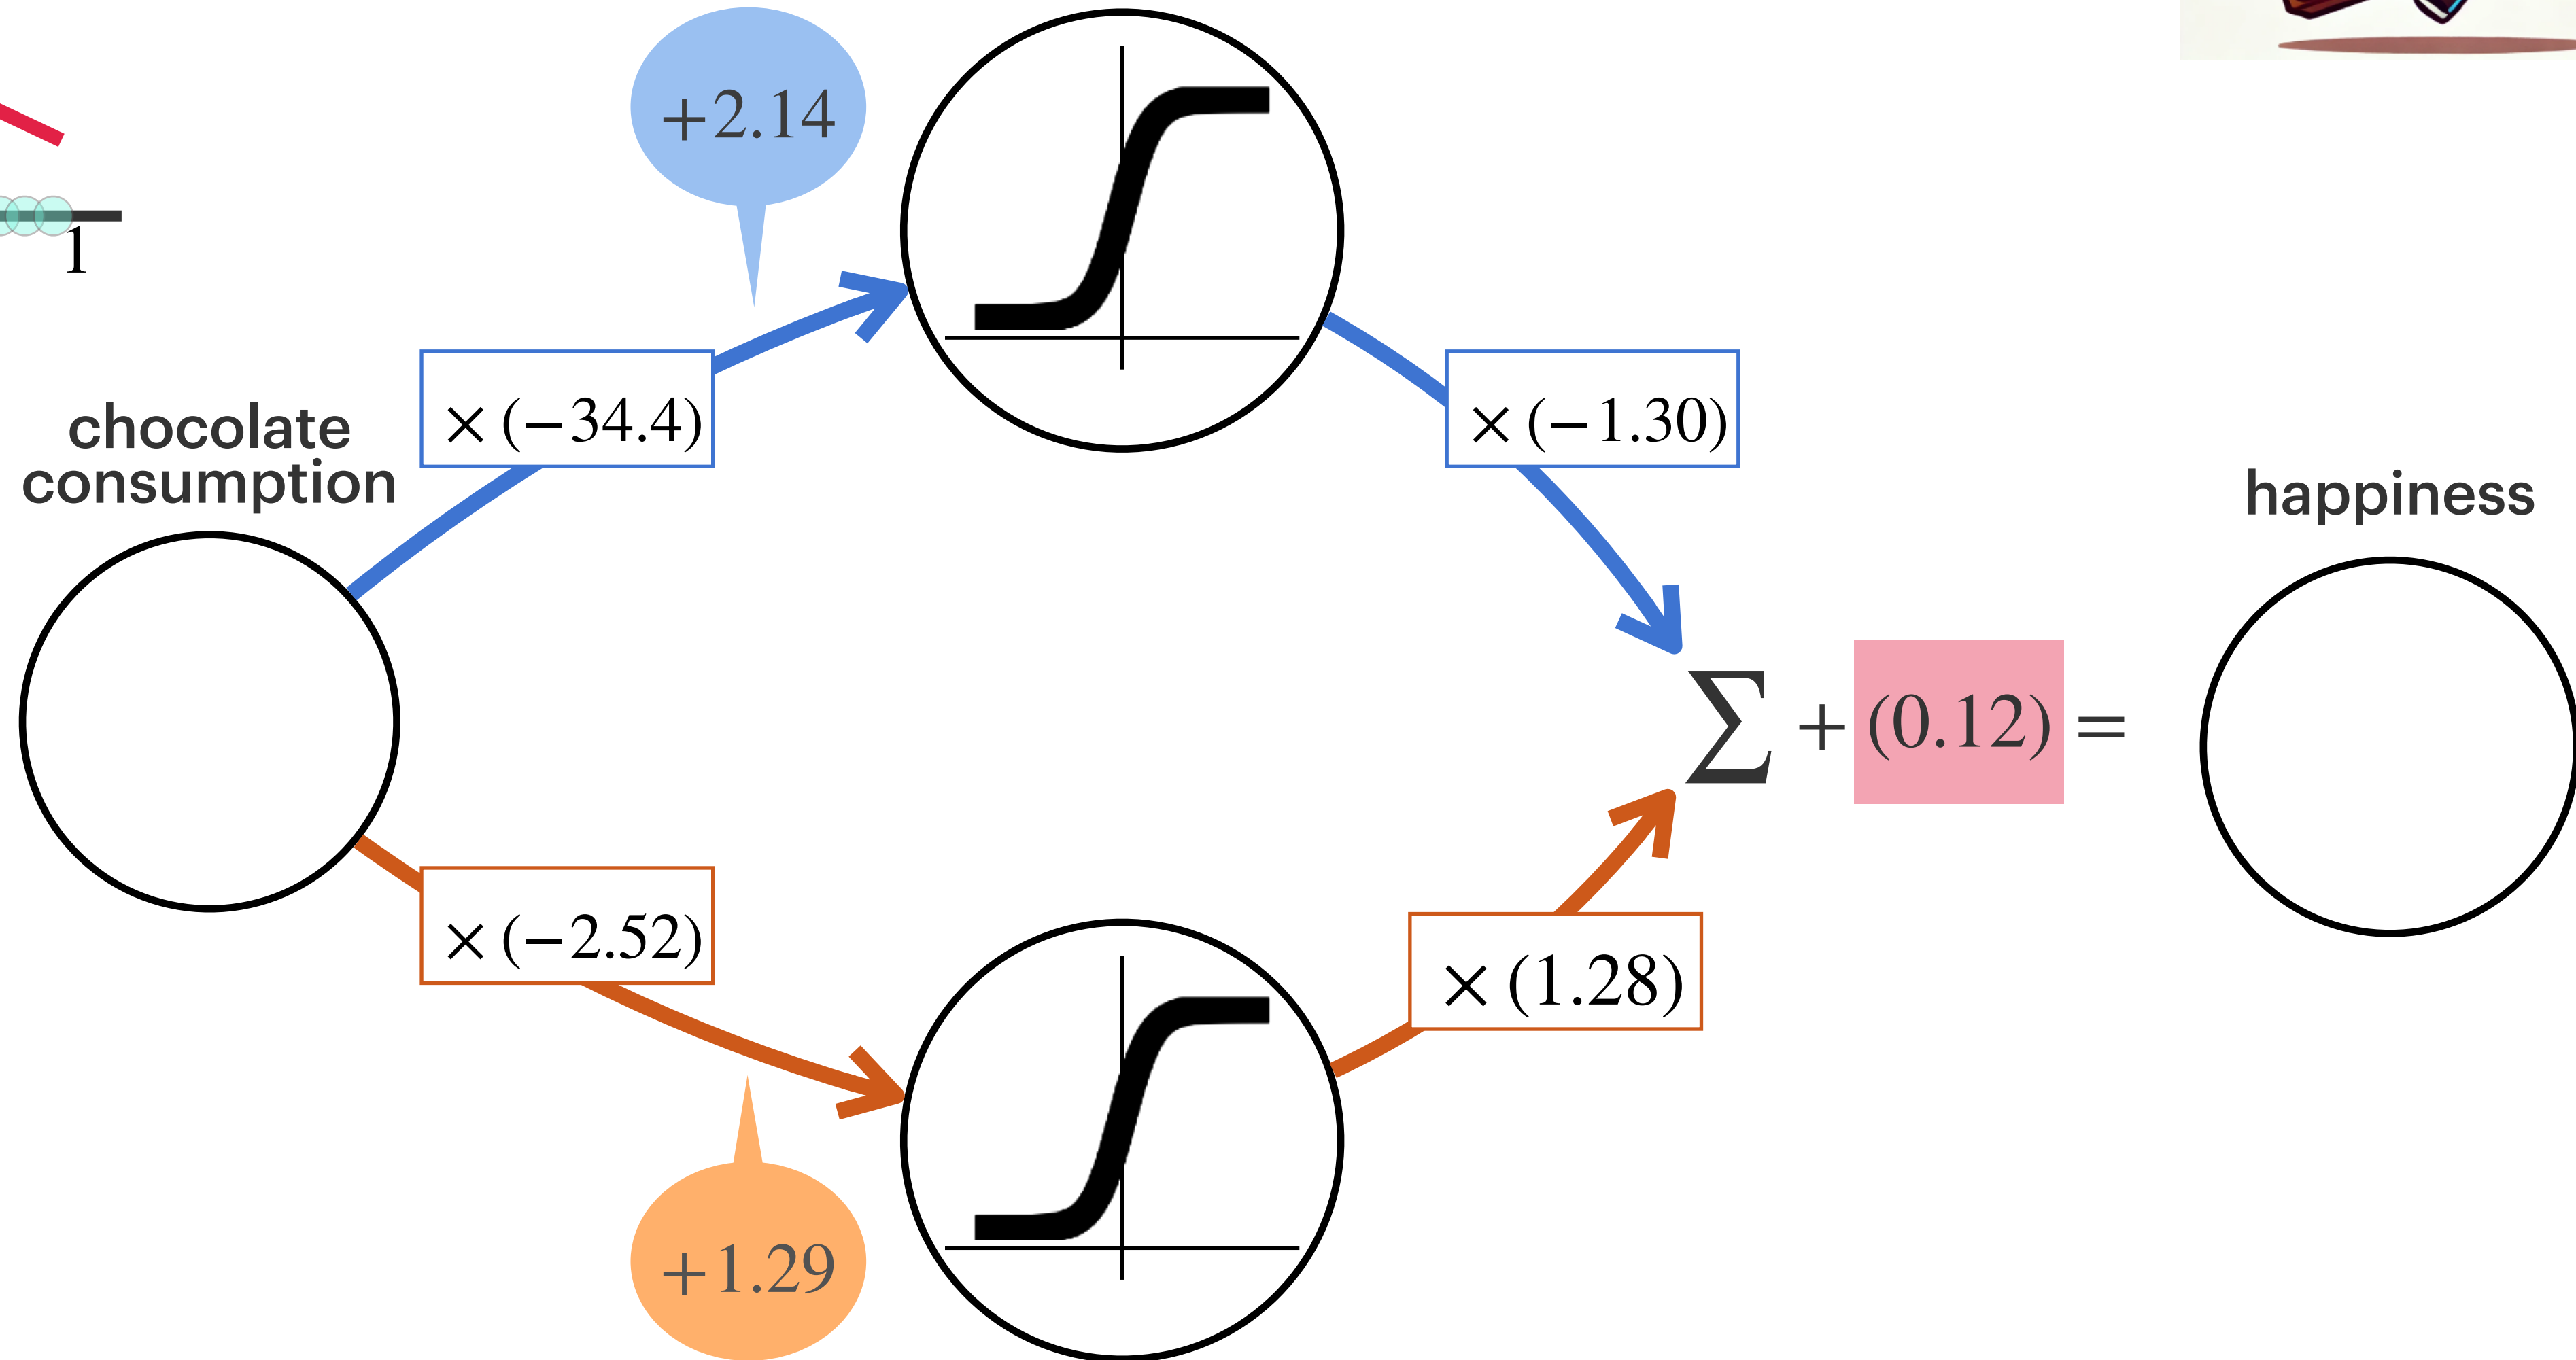 +2.14
1
× (−34.4)
× (−1.30)
chocolate
consumption
happiness
∑ + (0.12) =
× (−2.52)
× (1.28)
+1.29